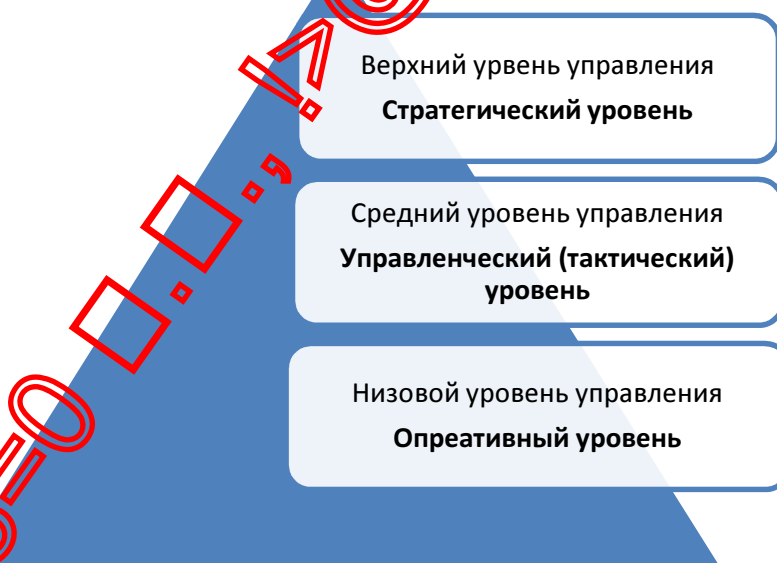 Верхний урвень управления
Стратегический уровень
Средний уровень управления
Управленческий (тактический)
уровень
Низовой уровень управления
Опреативный уровень